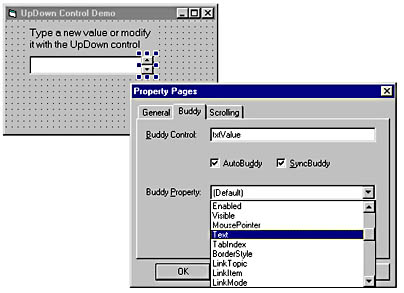 UpDown Control Demo
Type a new value or modify
it with the UpDown control
Property Pages
General
Buddy
Scrolling
Buddy Control:
txtValue
AutoBuddy
SyncBuddy
Buddy Property:
(Default)
Enabled
Visible
MousePointer
Text
TabIndex
BorderStyle
LinkTopic
LinkItem
LinkMode
OK